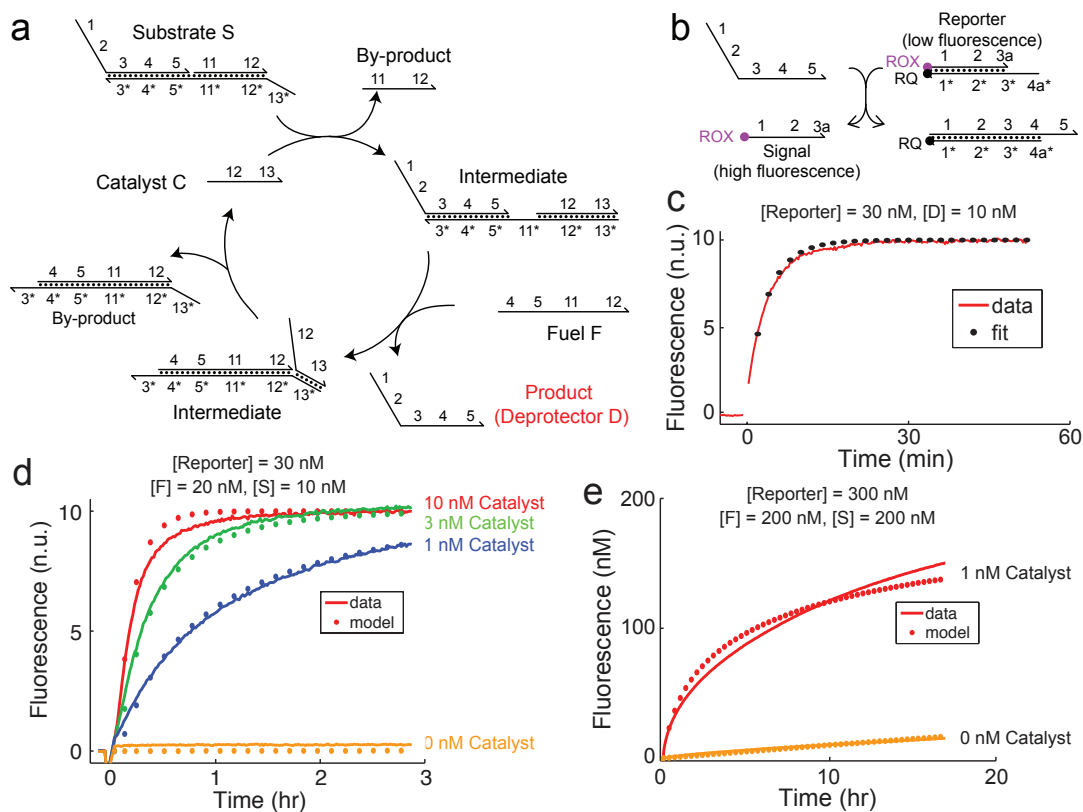 a
Substrate S
1
2
3 4 5 11 12
3* 4* 5* 11* 12* 13*
By-product
11 12
Catalyst C
12 13
1
2
Intermediate
3 4 5 12 13
3* 4* 5* 11* 12* 13*
4 5 11 12
3* 4* 5* 11* 12* 13*
By-product
4 5 11 12
Fuel F
12
4 5 11 12 13
3* 4* 5* 11* 12* 13*
Intermediate
1
2
3 4 5
Product
(Deprotector D)
b
1
2
3 4 5
Reporter
(low fluorescence)
ROX
RQ
1 2 3a
1* 2* 3* 4a*
ROX
1 2 3a
Signal
(high fluorescence)
RQ
1 2 3 4 5
1* 2* 3* 4a*
c
[Reporter] = 30 nM, [D] = 10 nM
Fluorescence (n.u.)
10
5
0
data
fit
0 30 60
Time (min)
d
[Reporter] = 30 nM
[F] = 20 nM, [S] = 10 nM
Fluorescence (n.u.)
10
5
0
10 nM Catalyst
3 nM Catalyst
1 nM Catalyst
data
model
0 nM Catalyst
0 1 2 3
Time (hr)
e
[Reporter] = 300 nM
[F] = 200 nM, [S] = 200 nM
Fluorescence (nM)
200
100
0
1 nM Catalyst
data
model
0 nM Catalyst
0 10 20
Time (hr)